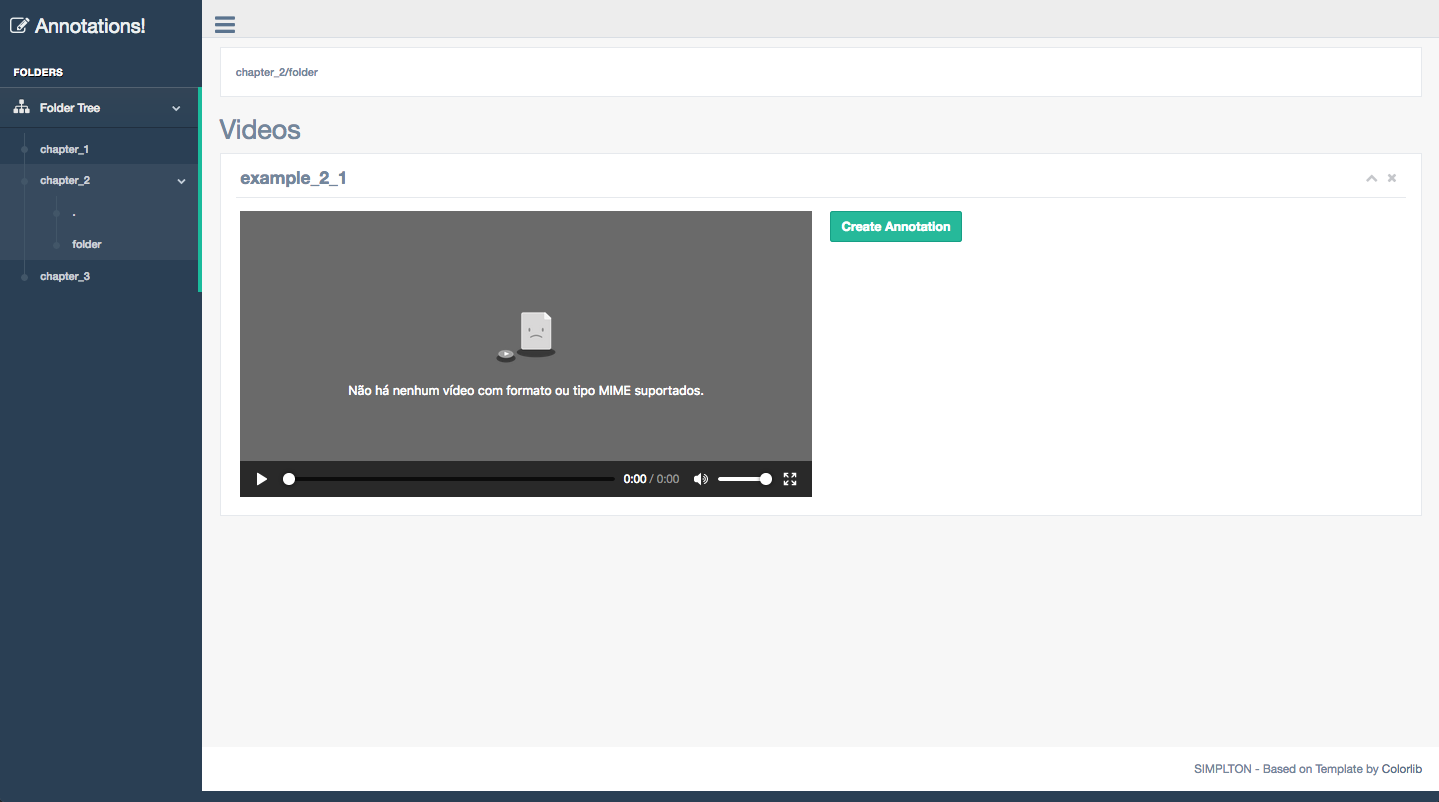 Annotations!
FOLDERS
Folder Tree
chapter_1
chapter_2
.
folder
chapter_3
chapter_2/folder
Videos
example_2_1
Create Annotation
Não há nenhum vídeo com formato ou tipo MIME suportados.
0:00 / 0:00
SIMPLTON - Based on Template by Colorlib